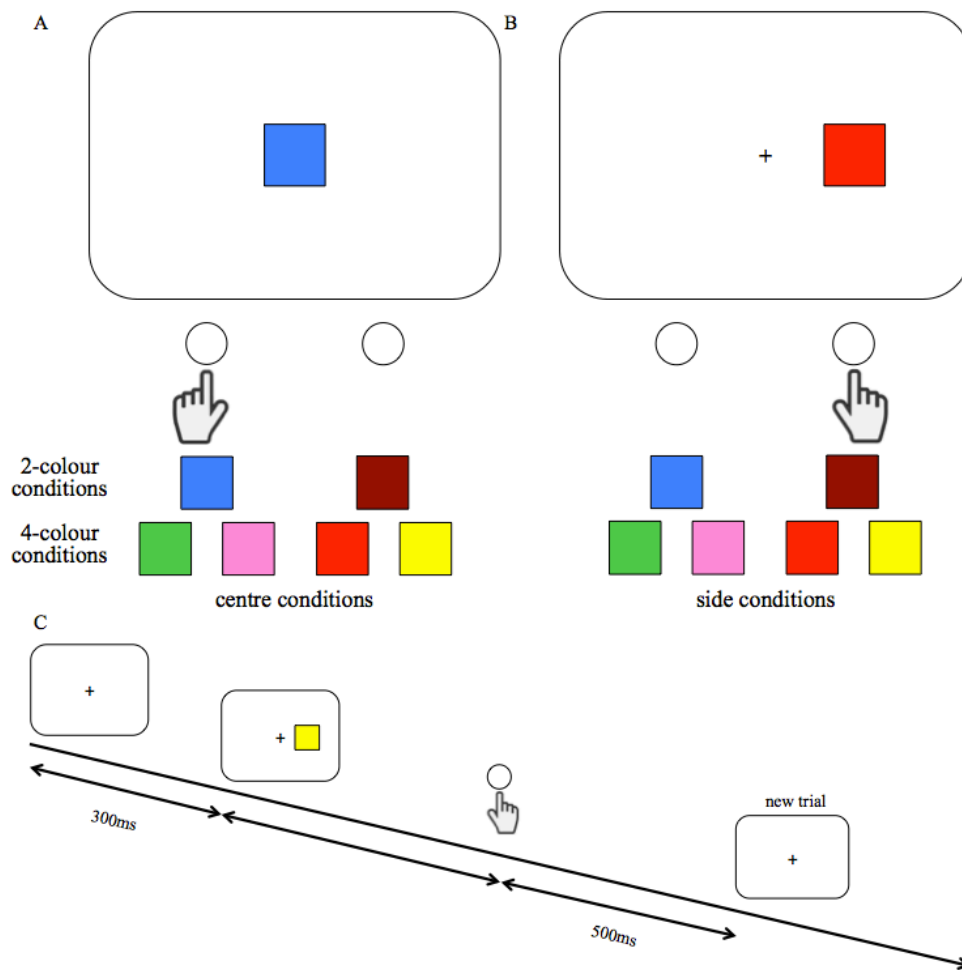 A
B
+
2-colour
conditions
4-colour
conditions
centre conditions
side conditions
C
+
+
300ms
500ms
new trial
+